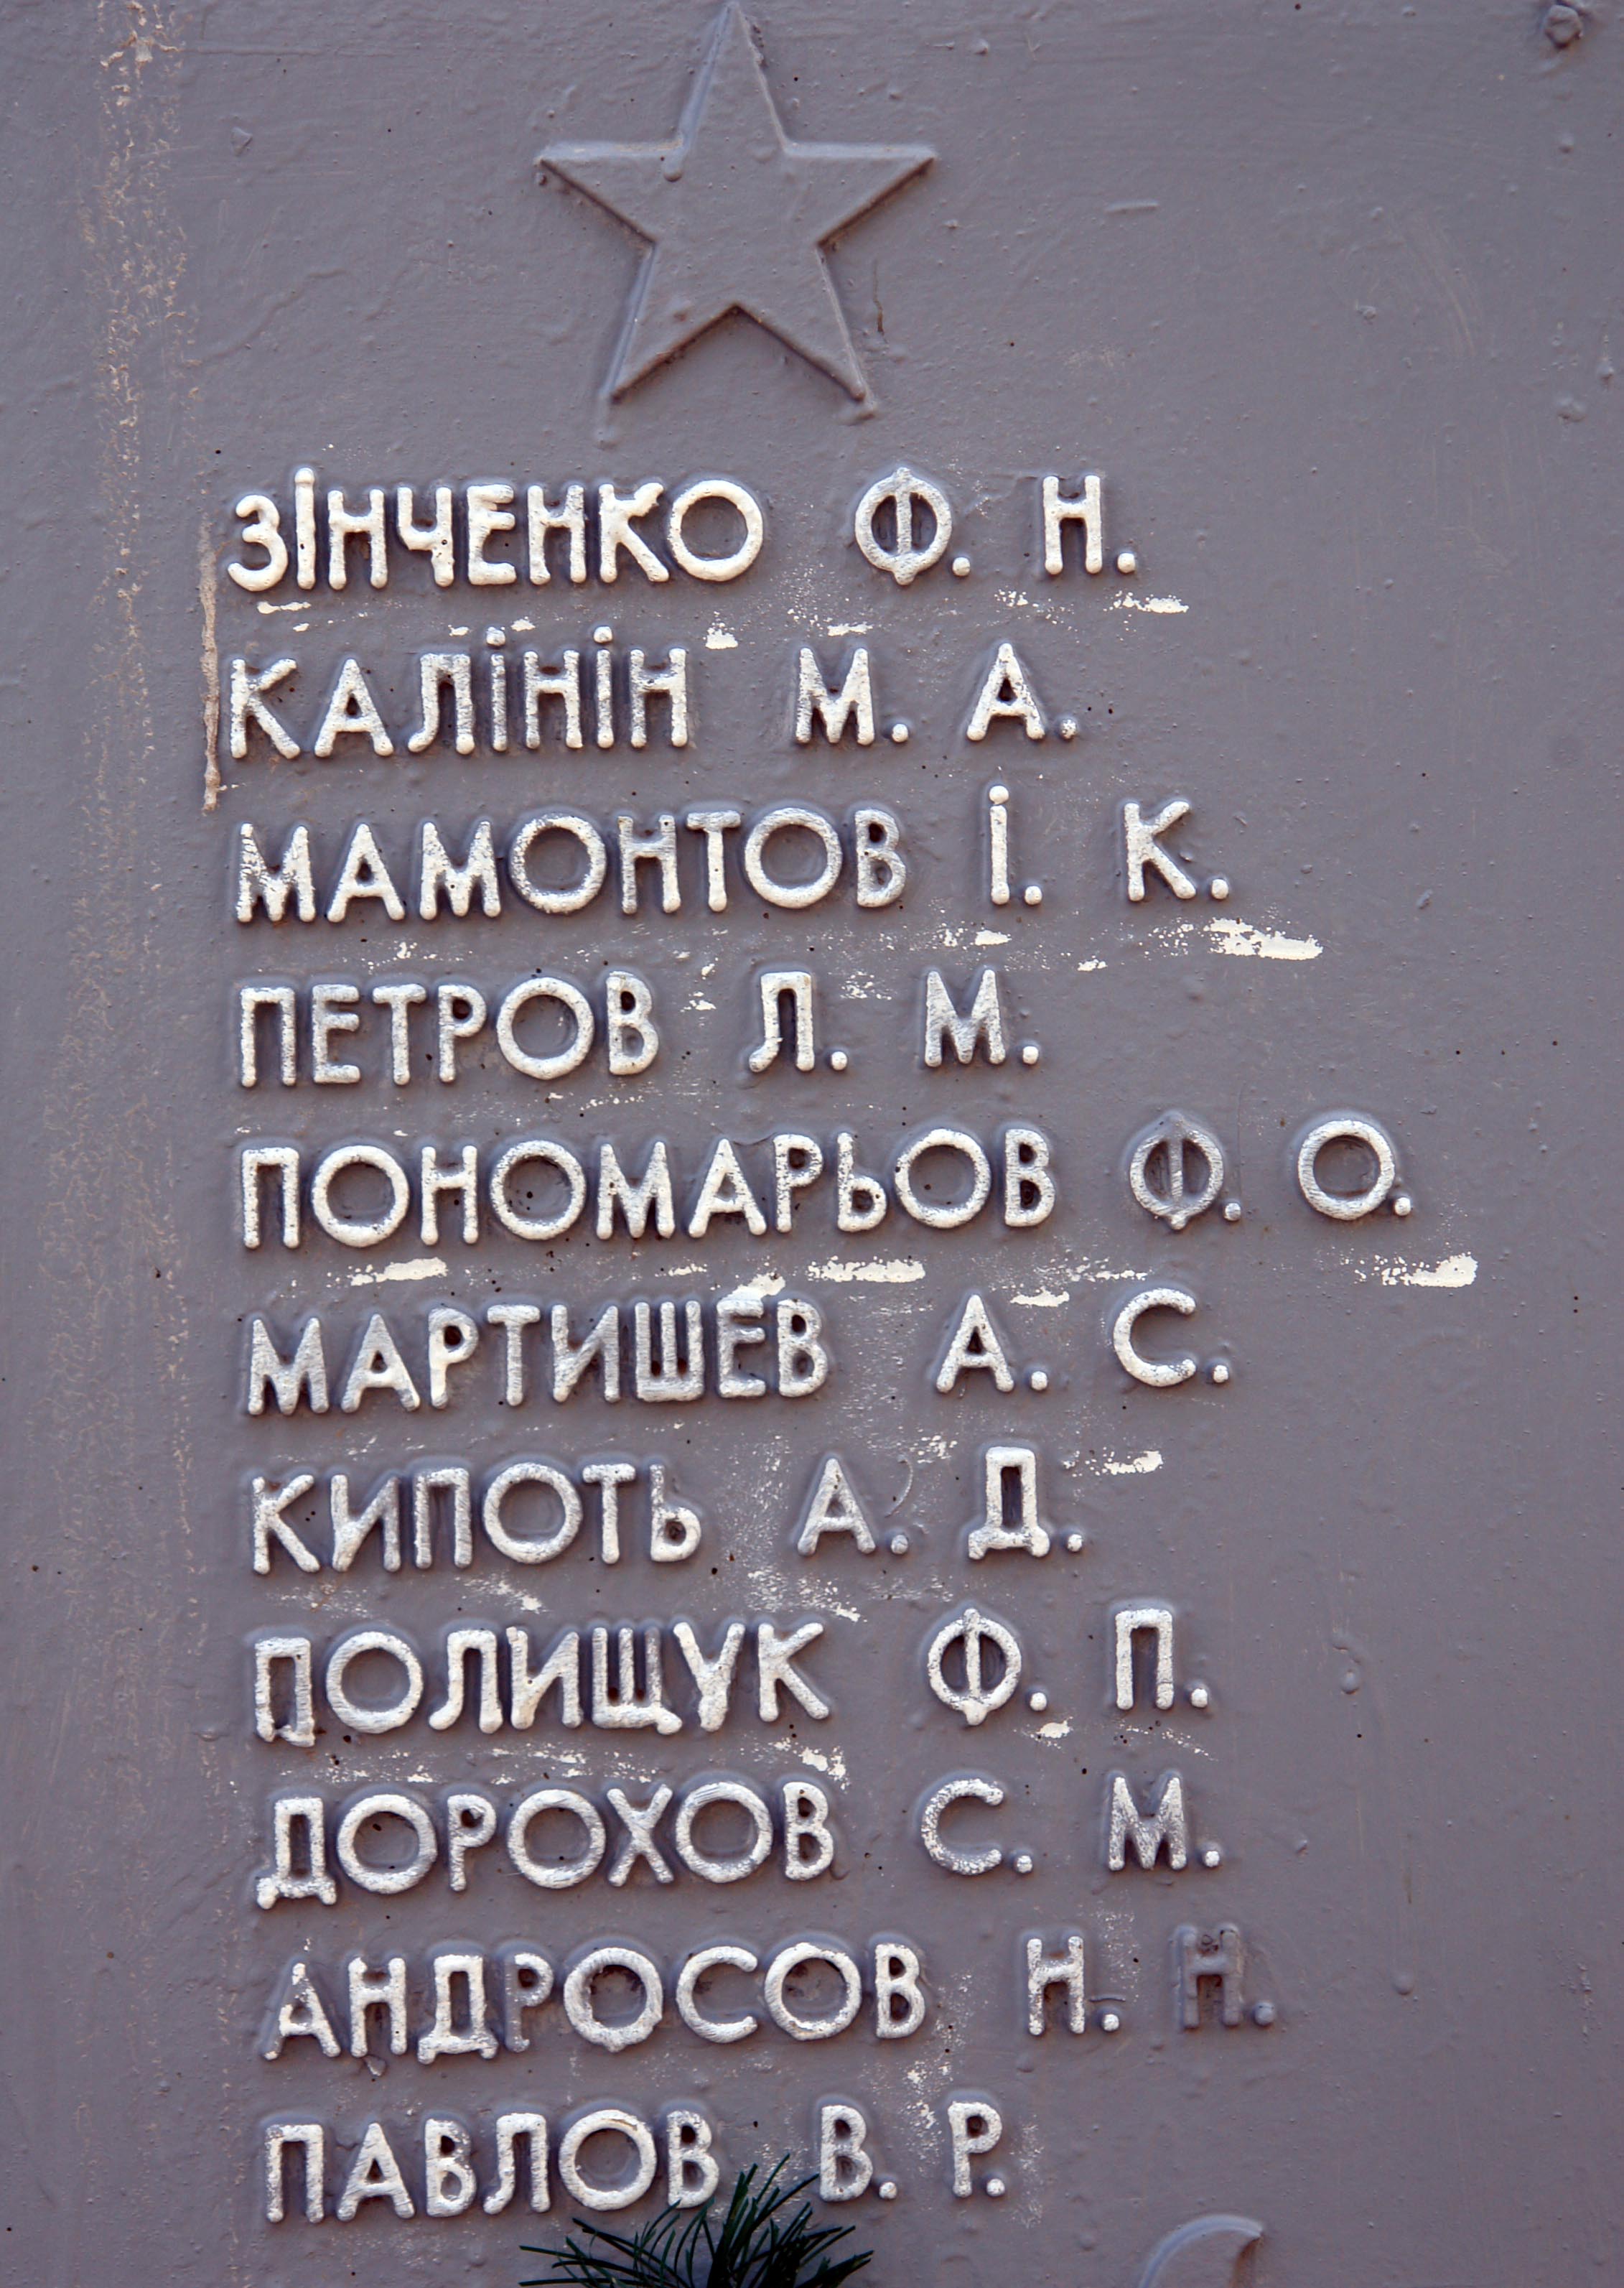 ЗІНЧЕНКО Ф. Н.
КАЛІНІН М. А.
МАМОНТОВ І. К.
ПЕТРОВ Л. М.
ПОНОМАРЬОВ Ф. О.
МАРТИШЕВ А. С.
КИПОТЬ А. Д.
ПОЛИЩУК Ф. П.
ДОРОХОВ С. М.
АНДРОСОВ Н. Н.
ПАВЛОВ В. Р.